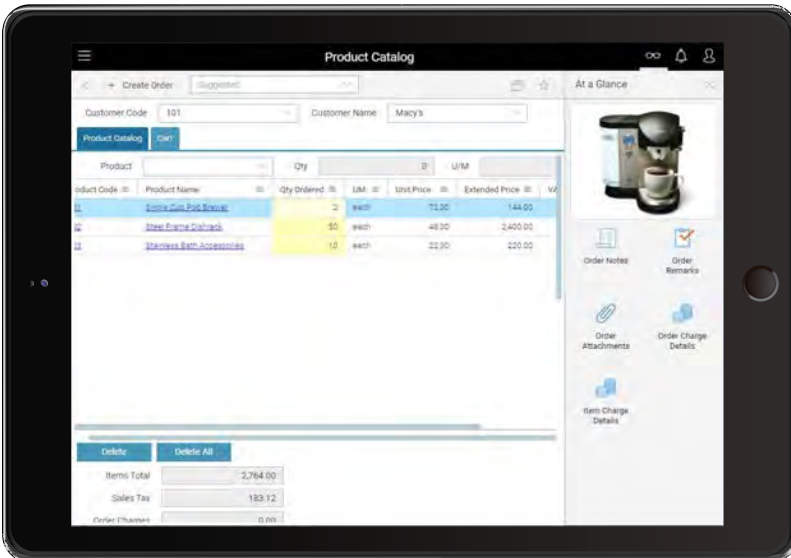 Product Catalog
+ Create Order Suggested At a Glance
Customer Code 101 Customer Name Macy's
Product Catalog Cart
Product Qty 0 U/M
oduct Code Product Name Qty Ordered UM Unit Price Extended Price
Single Cup Pod Brewer 2 each 72.00 144.00
Steel Frame Dishrack 50 each 48.00 2,400.00
Stainless Bath Accessories 10 each 22.00 220.00
Order Notes Order
Remarks
Order
Attachments
Order Charge
Details
Item Charge
Details
Delete Delete All
Items Total 2,764.00
Sales Tax 183.12
Order Charges 0.00